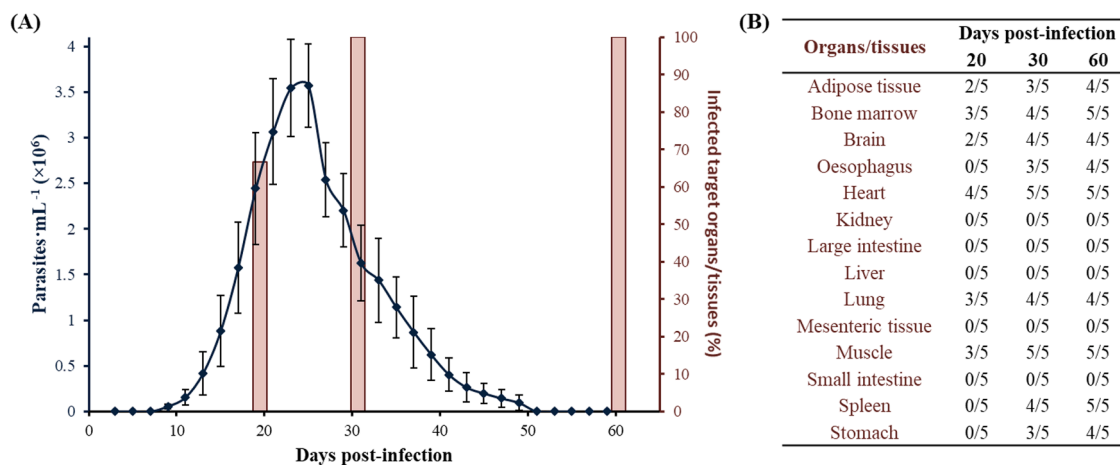 (A)
Parasites·mL⁻¹ (×10⁶)
4
3.5
3
2.5
2
1.5
1
0.5
0
0 10 20 30 40 50 60
Days post-infection
100
90
80
70
60
50
40
30
20
10
0
Infected target organs/tissues (%)
(B)
Organs/tissues Days post-infection
20 30 60
Adipose tissue 2/5 3/5 4/5
Bone marrow 3/5 4/5 5/5
Brain 2/5 4/5 4/5
Oesophagus 0/5 3/5 4/5
Heart 4/5 5/5 5/5
Kidney 0/5 0/5 0/5
Large intestine 0/5 0/5 0/5
Liver 0/5 0/5 0/5
Lung 3/5 4/5 4/5
Mesenteric tissue 0/5 0/5 0/5
Muscle 3/5 5/5 5/5
Small intestine 0/5 0/5 0/5
Spleen 0/5 4/5 5/5
Stomach 0/5 3/5 4/5